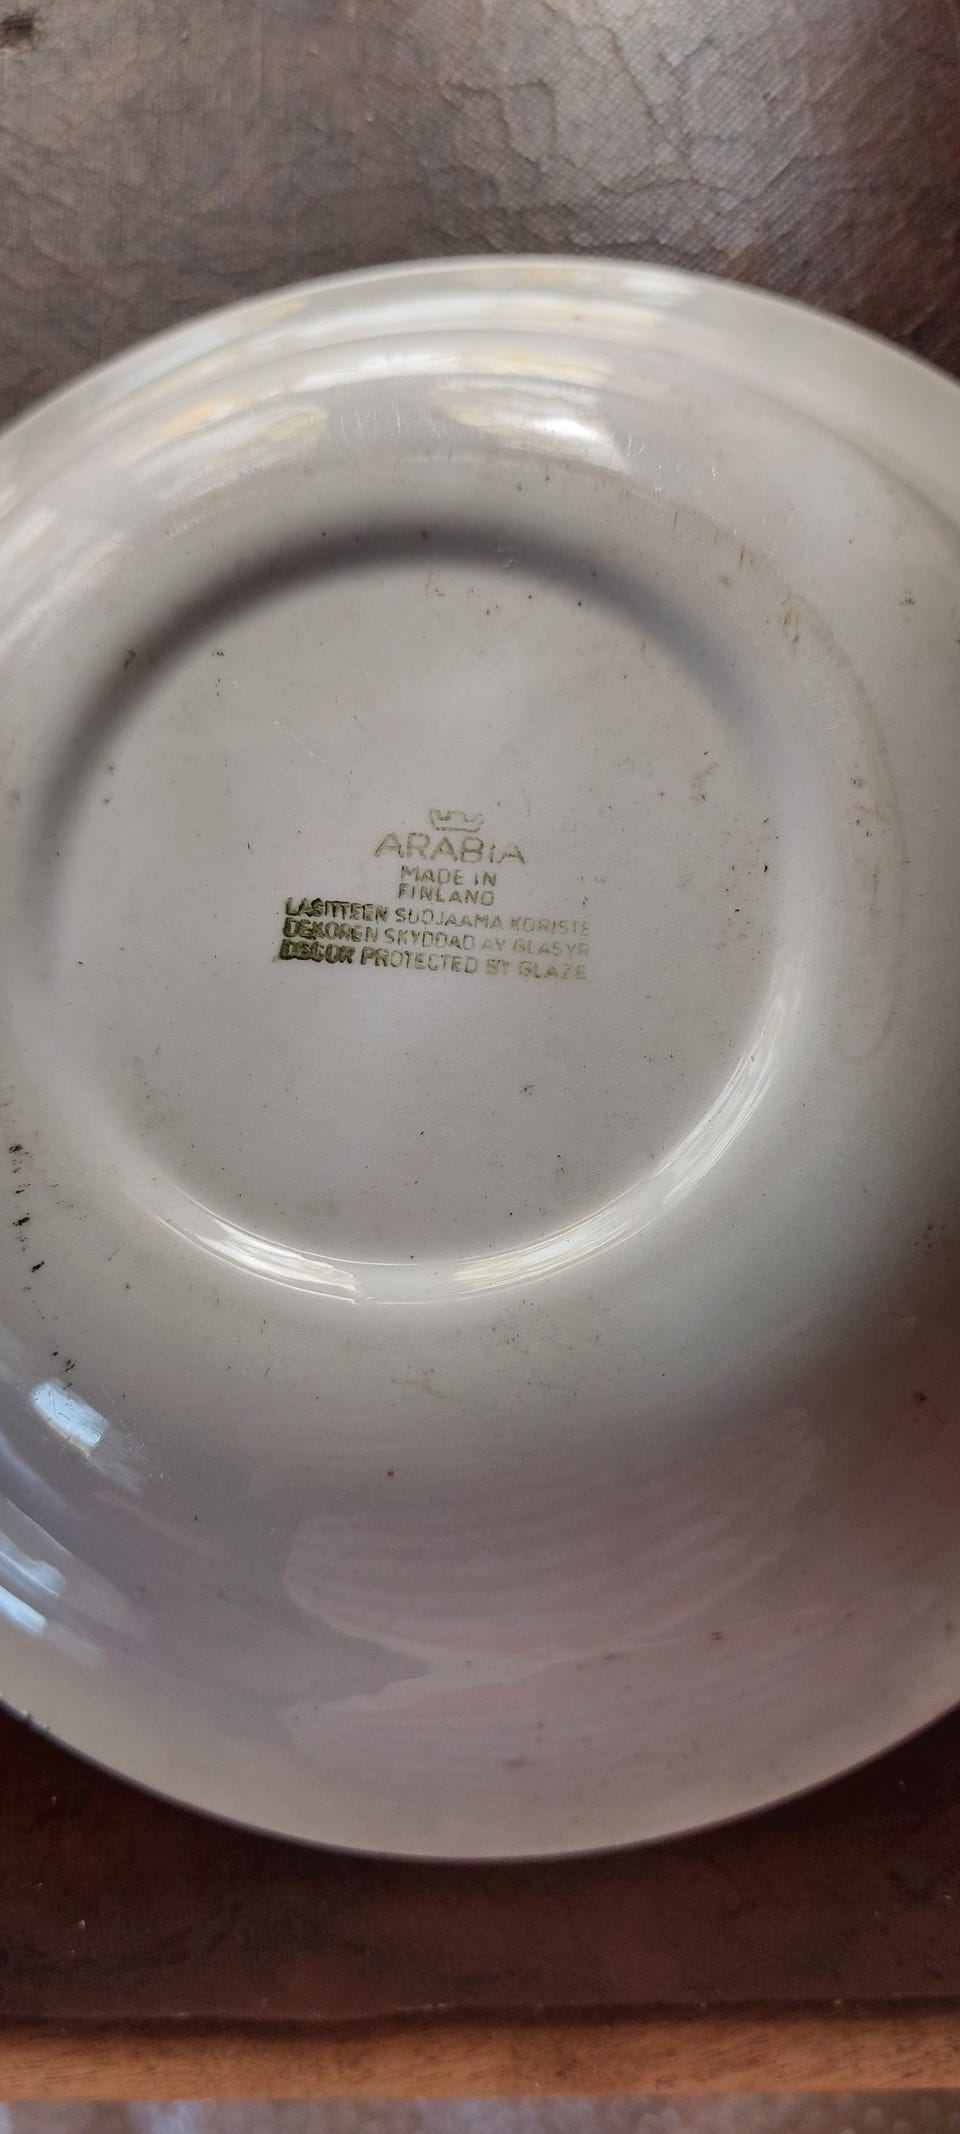 ARABIA
MADE IN
FINLAND
LASITTEEN SUOJAAMA KORISTE
DEKOREN SKYDDAD AV GLASYR
DECOR PROTECTED BY GLAZE